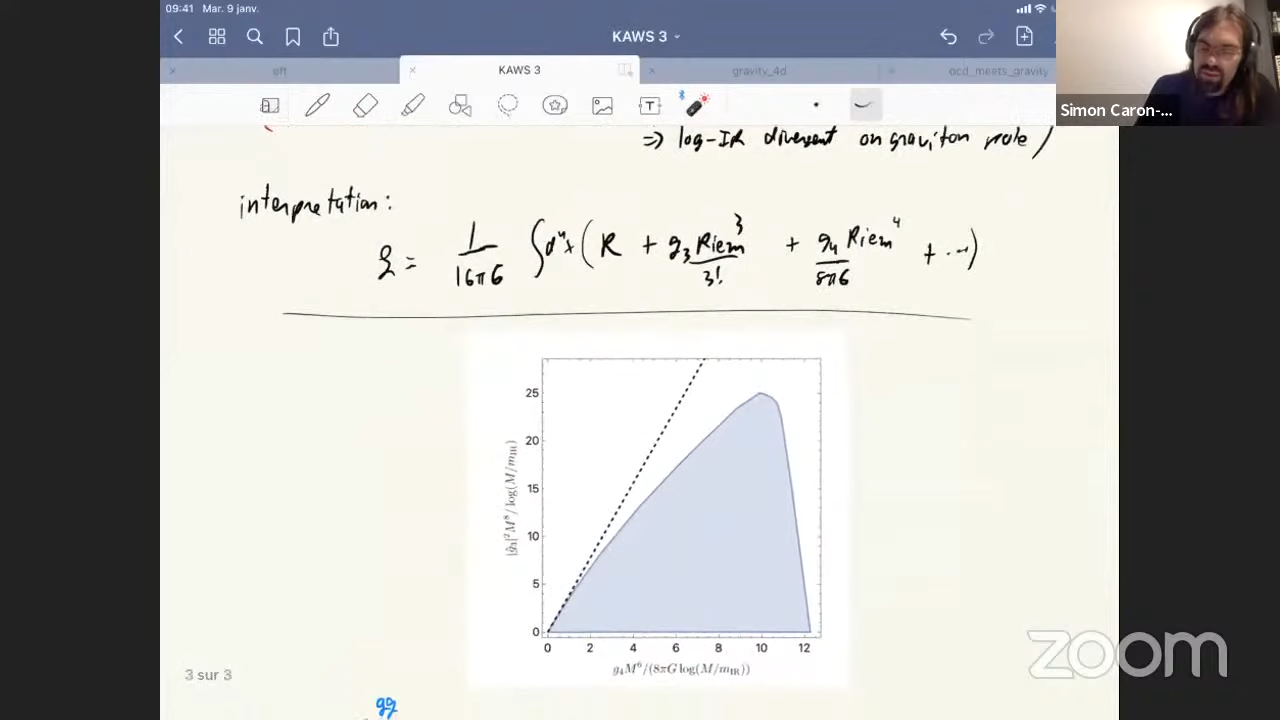 09:41 Mar. 9 janv.
KAWS 3
eft
KAWS 3
gravity_4d
qcd_meets_gravity
Simon Caron-...
=> log-IR divergent on graviton pole)
interpretation:
L = 1/16πG ∫d⁴x (R + g₃ Riem³/3! + g₄ Riem⁴/8πG + ...)
25
20
15
10
5
0
|ĝ₃|²M⁸/log(M/m_IR)
0 2 4 6 8 10 12
g₄M⁶/(8πG log(M/m_IR))
3 sur 3
gg
zoom